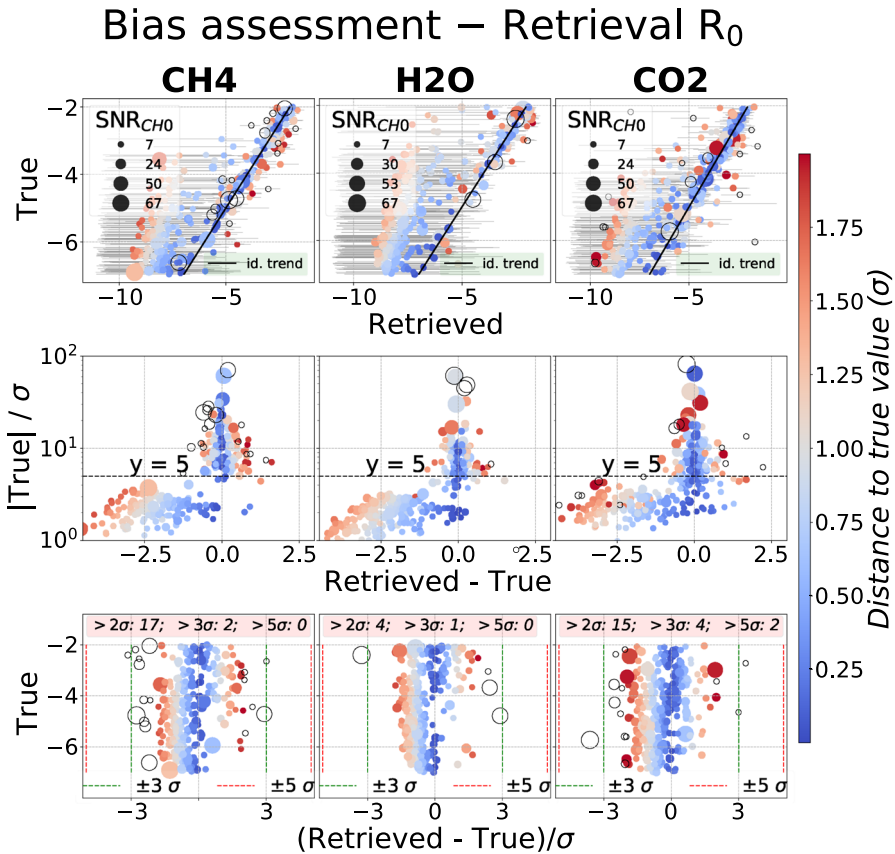 Bias assessment − Retrieval R₀
CH4 H2O CO2
True
−2
−4
−6
SNR_CH0
7
24
50
67
id. trend
SNR_CH0
7
30
53
67
id. trend
SNR_CH0
7
24
50
67
id. trend
−10 −5 −10 −5 −10 −5
Retrieved
|True| / σ
10²
10¹
10⁰
y = 5 y = 5 y = 5
−2.5 0.0 2.5 −2.5 0.0 2.5 −2.5 0.0 2.5
Retrieved - True
>2σ: 17; >3σ: 2; >5σ: 0
>2σ: 4; >3σ: 1; >5σ: 0
>2σ: 15; >3σ: 4; >5σ: 2
True
−2
−4
−6
±3 σ ±5 σ ±3 σ ±5 σ ±3 σ ±5 σ
−3 3 −3 0 3 −3 0 3
(Retrieved - True)/σ
1.75
1.50
1.25
1.00
0.75
0.50
0.25
Distance to true value (σ)